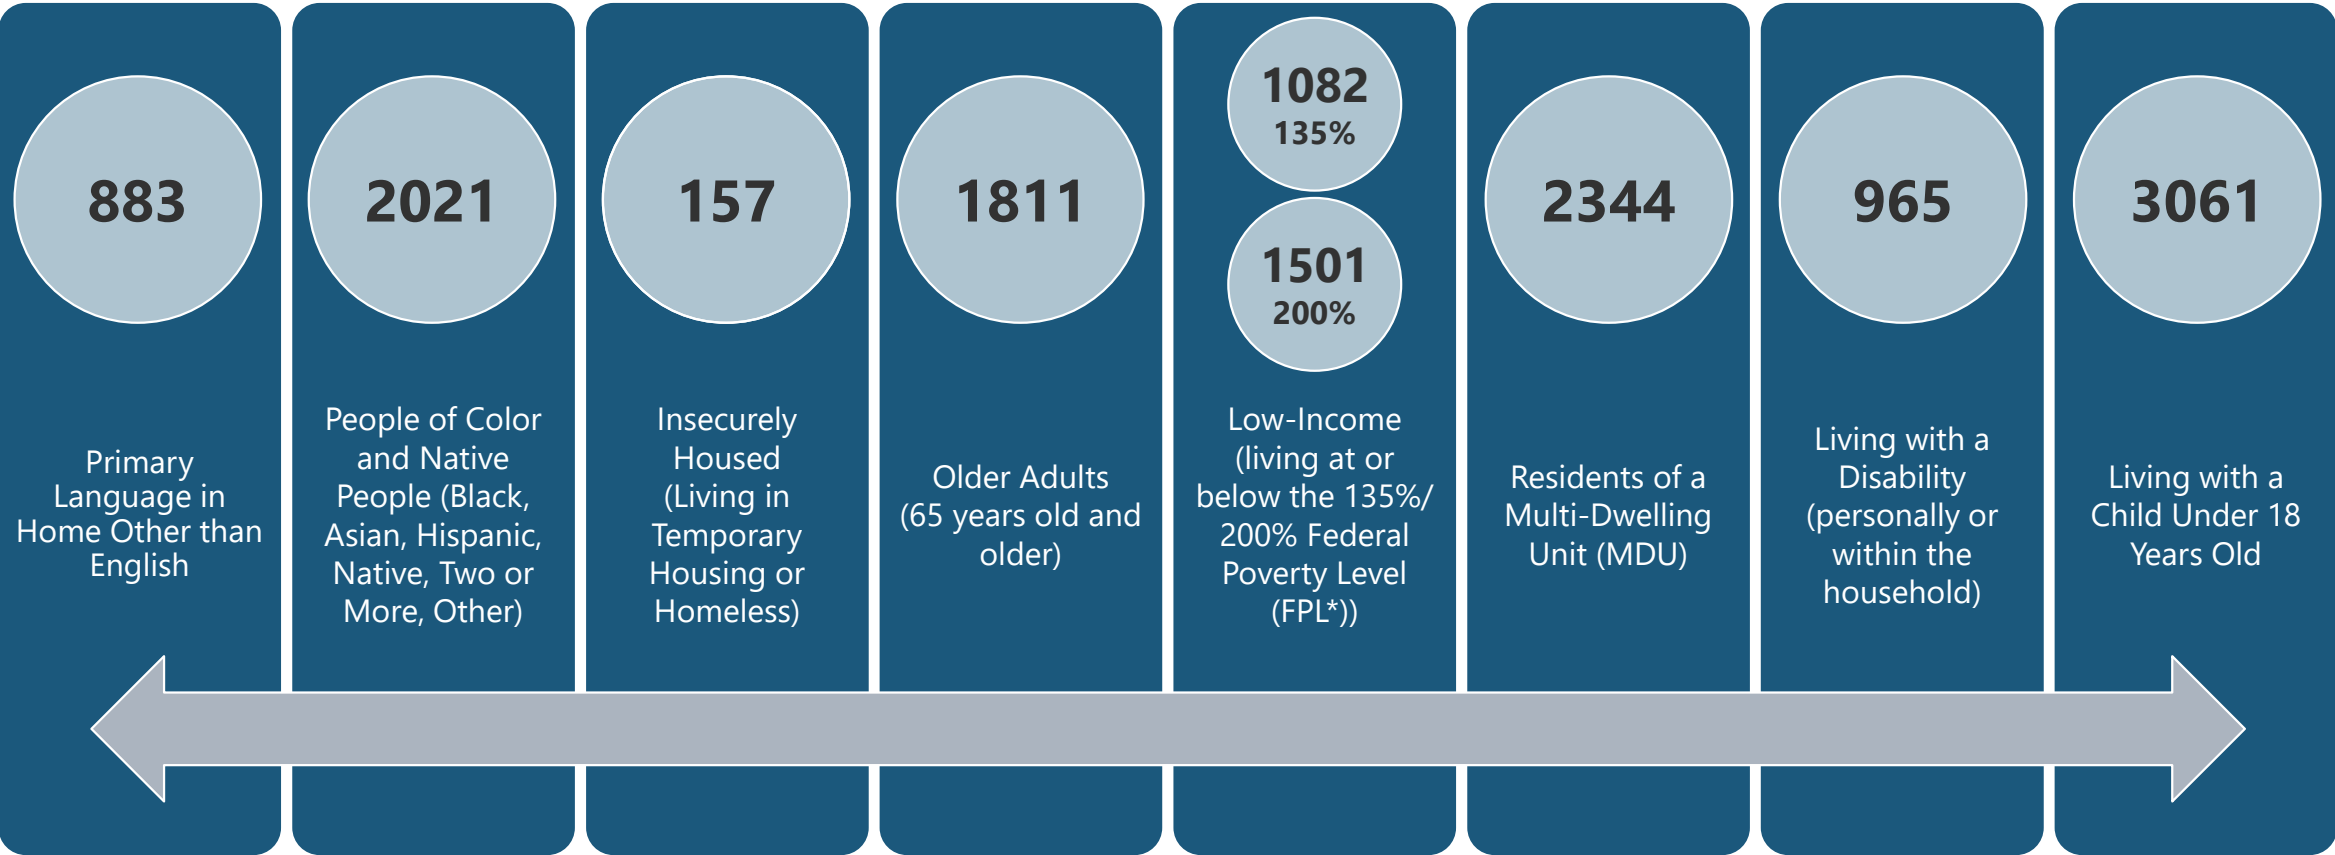 883
Primary
Language in
Home Other than
English
2021
People of Color
and Native
People (Black,
Asian, Hispanic,
Native, Two or
More, Other)
157
Insecurely
Housed
(Living in
Temporary
Housing or
Homeless)
1811
Older Adults
(65 years old and
older)
1082
135%
1501
200%
Low-Income
(living at or
below the 135%/
200% Federal
Poverty Level
(FPL*))
2344
Residents of a
Multi-Dwelling
Unit (MDU)
965
Living with a
Disability
(personally or
within the
household)
3061
Living with a
Child Under 18
Years Old